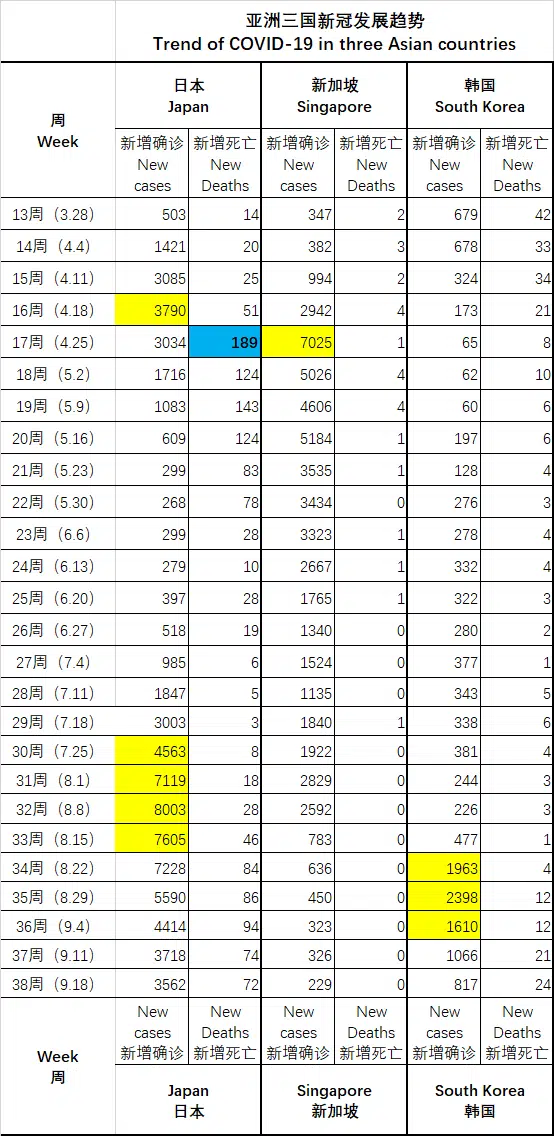 亚洲三国新冠发展趋势
Trend of COVID-19 in three Asian countries
周
Week
日本
Japan
新加坡
Singapore
韩国
South Korea
新增确诊 新增死亡 新增确诊 新增死亡 新增确诊 新增死亡
New New New New New New
cases Deaths cases Deaths cases Deaths
13周（3.28） 503 14 347 2 679 42
14周（4.4） 1421 20 382 3 678 33
15周（4.11） 3085 25 994 2 324 34
16周（4.18） 3790 51 2942 4 173 21
17周（4.25） 3034 189 7025 1 65 8
18周（5.2） 1716 124 5026 4 62 10
19周（5.9） 1083 143 4606 4 60 6
20周（5.16） 609 124 5184 1 197 6
21周（5.23） 299 83 3535 1 128 4
22周（5.30） 268 78 3434 0 276 3
23周（6.6） 299 28 3323 1 278 4
24周（6.13） 279 10 2667 1 332 4
25周（6.20） 397 28 1765 1 322 3
26周（6.27） 518 19 1340 0 280 2
27周（7.4） 985 6 1524 0 377 1
28周（7.11） 1847 5 1135 0 343 5
29周（7.18） 3003 3 1840 1 338 6
30周（7.25） 4563 8 1922 0 381 4
31周（8.1） 7119 18 2829 0 244 3
32周（8.8） 8003 28 2592 0 226 3
33周（8.15） 7605 46 783 0 477 1
34周（8.22） 7228 84 636 0 1963 4
35周（8.29） 5590 86 450 0 2398 12
36周（9.4） 4414 94 323 0 1610 12
37周（9.11） 3718 74 326 0 1066 21
38周（9.18） 3562 72 229 0 817 24
Week
周
New New New New New New
cases Deaths cases Deaths cases Deaths
新增确诊 新增死亡 新增确诊 新增死亡 新增确诊 新增死亡
Japan
日本
Singapore
新加坡
South Korea
韩国